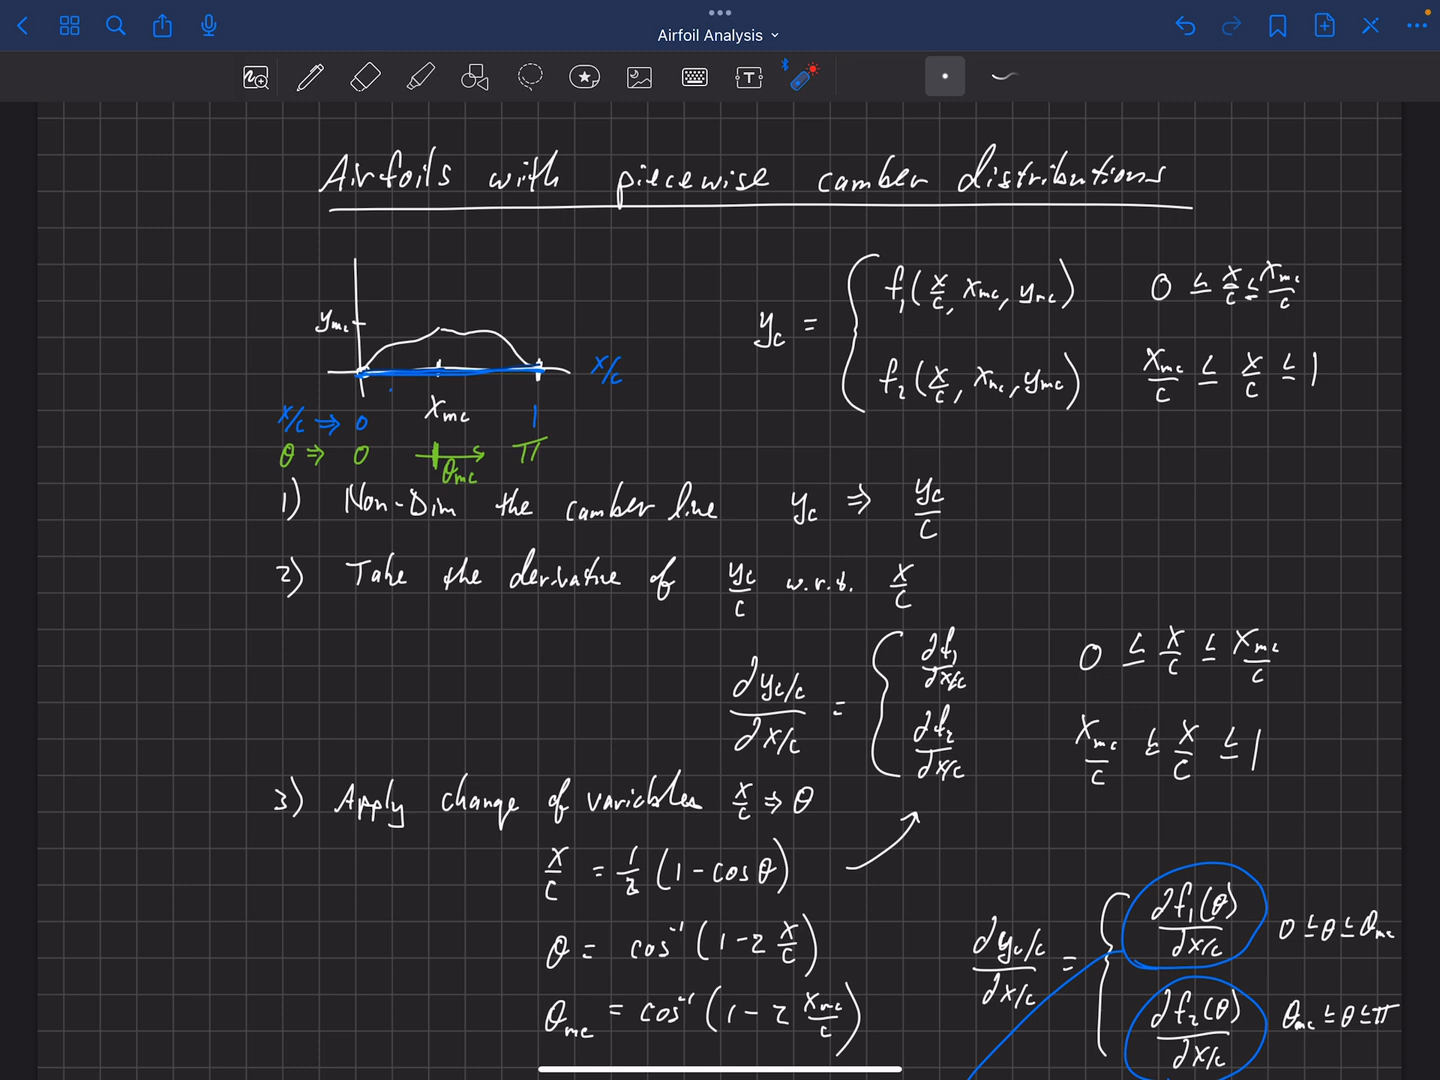 Airfoil Analysis
Airfoils with piecewise camber distributions
y_mc
x/c
x/c ⇒ 0 x_mc 1
θ ⇒ 0 θ_mc π
y_c = { f_1(x/c, x_mc, y_mc) 0 ≤ x/c ≤ x_mc/c
f_2(x/c, x_mc, y_mc) x_mc/c ≤ x/c ≤ 1
1) Non-Dim the camber line y_c ⇒ y_c/c
2) Take the derivative of y_c/c w.r.t. x/c
∂y_c/c / ∂x/c = { ∂f_1 / ∂x/c 0 ≤ x/c ≤ x_mc/c
∂f_2 / ∂x/c x_mc/c ≤ x/c ≤ 1
3) Apply change of variables x/c ⇒ θ
x/c = 1/2 (1 - cos θ)
θ = cos^-1 (1 - 2 x/c)
θ_mc = cos^-1 (1 - 2 x_mc/c)
∂y_c/c / ∂x/c = { ∂f_1(θ) / ∂x/c 0 ≤ θ ≤ θ_mc
∂f_2(θ) / ∂x/c θ_mc ≤ θ ≤ π